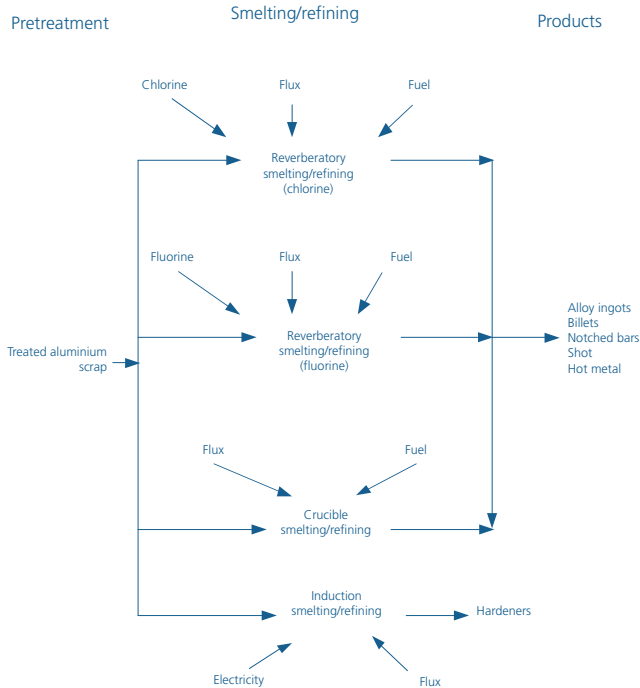 Pretreatment
Smelting/refining
Products
Chlorine
Flux
Fuel
Reverberatory
smelting/refining
(chlorine)
Fluorine
Flux
Fuel
Reverberatory
smelting/refining
(fluorine)
Treated aluminium
scrap
Alloy ingots
Billets
Notched bars
Shot
Hot metal
Flux
Fuel
Crucible
smelting/refining
Induction
smelting/refining
Hardeners
Electricity
Flux